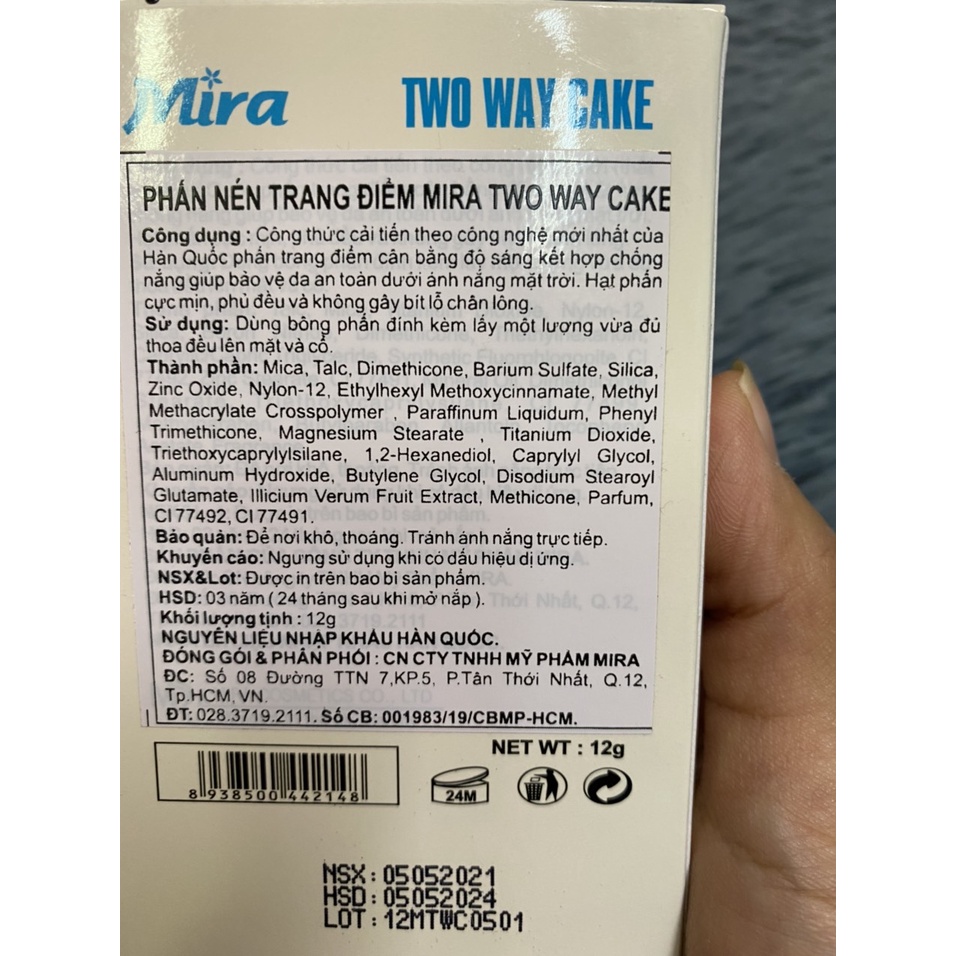 Mira TWO WAY CAKE
PHẤN NÉN TRANG ĐIỂM MIRA TWO WAY CAKE
Công dụng : Công thức cải tiến theo công nghệ mới nhất của
Hàn Quốc phấn trang điểm cân bằng độ sáng kết hợp chống
nắng giúp bảo vệ da an toàn dưới ánh nắng mặt trời. Hạt phấn
cực mịn, phủ đều và không gây bít lỗ chân lông.
Sử dụng: Dùng bông phấn đính kèm lấy một lượng vừa đủ
thoa đều lên mặt và cổ.
Thành phần: Mica, Talc, Dimethicone, Barium Sulfate, Silica,
Zinc Oxide, Nylon-12, Ethylhexyl Methoxycinnamate, Methyl
Methacrylate Crosspolymer , Paraffinum Liquidum, Phenyl
Trimethicone, Magnesium Stearate , Titanium Dioxide,
Triethoxycaprylylsilane, 1,2-Hexanediol, Caprylyl Glycol,
Aluminum Hydroxide, Butylene Glycol, Disodium Stearoyl
Glutamate, Illicium Verum Fruit Extract, Methicone, Parfum,
CI 77492, CI 77491.
Bảo quản: Để nơi khô, thoáng. Tránh ánh nắng trực tiếp.
Khuyến cáo: Ngưng sử dụng khi có dấu hiệu dị ứng.
NSX&Lot: Được in trên bao bì sản phẩm.
HSD: 03 năm ( 24 tháng sau khi mở nắp ).
Khối lượng tịnh : 12g
NGUYÊN LIỆU NHẬP KHẨU HÀN QUỐC.
ĐÓNG GÓI & PHÂN PHỐI : CN CTY TNHH MỸ PHẨM MIRA
ĐC: Số 08 Đường TTN 7,KP.5, P.Tân Thới Nhất, Q.12,
Tp.HCM, VN.
ĐT: 028.3719.2111. Số CB: 001983/19/CBMP-HCM.
NET WT : 12g
8 938500 442148
24M
NSX : 05052021
HSD : 05052024
LOT : 12MTWC0501